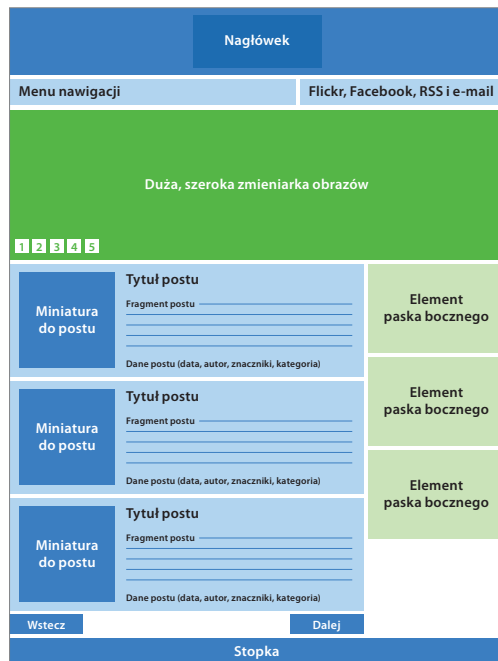 Nagłówek
Menu nawigacji
Flickr, Facebook, RSS i e-mail
Duża, szeroka zmieniarka obrazów
1 2 3 4 5
Miniatura
do postu
Tytuł postu
Fragment postu
Dane postu (data, autor, znaczniki, kategoria)
Element
paska bocznego
Miniatura
do postu
Tytuł postu
Fragment postu
Dane postu (data, autor, znaczniki, kategoria)
Element
paska bocznego
Miniatura
do postu
Tytuł postu
Fragment postu
Dane postu (data, autor, znaczniki, kategoria)
Element
paska bocznego
Wstecz
Dalej
Stopka